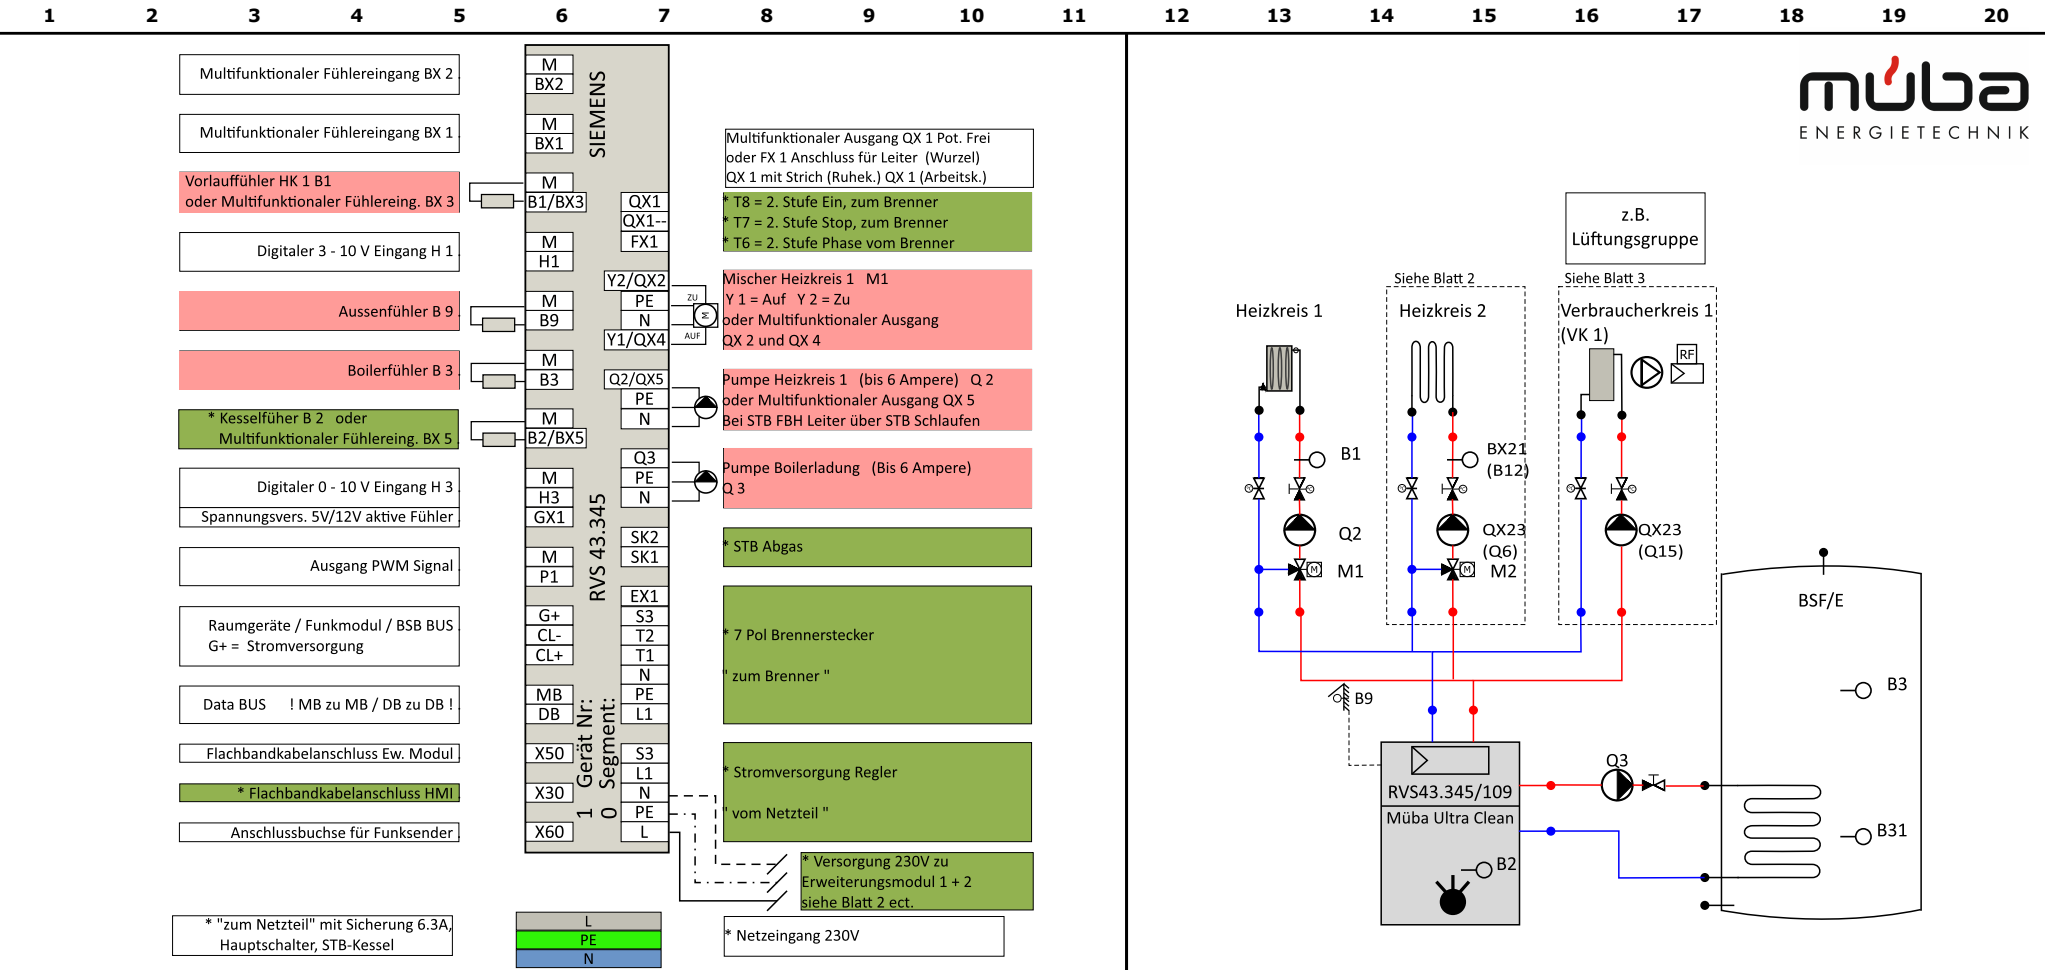 1 2 3 4 5 6 7 8 9 10 11 12 13 14 15 16 17 18 19 20
Multifunktionaler Fühlereingang BX 2 .
Multifunktionaler Fühlereingang BX 1 .
Vorlauffühler HK 1 B1
oder Multifunktionaler Fühlereing. BX 3
Digitaler 3 - 10 V Eingang H 1 .
Aussenfühler B 9 .
Boilerfühler B 3 .
* Kesselfüher B 2 oder
Multifunktionaler Fühlereing. BX 5 .
Digitaler 0 - 10 V Eingang H 3 .
Spannungsvers. 5V/12V aktive Fühler .
Ausgang PWM Signal .
Raumgeräte / Funkmodul / BSB BUS .
G+ = Stromversorgung
Data BUS ! MB zu MB / DB zu DB ! .
Flachbandkabelanschluss Ew. Modul .
* Flachbandkabelanschluss HMI .
Anschlussbuchse für Funksender .
* "zum Netzteil" mit Sicherung 6.3A,
Hauptschalter, STB-Kessel
M
BX2
M
BX1
M
B1/BX3
M
H1
M
B9
M
B3
M
B2/BX5
M
H3
GX1
M
P1
G+
CL-
CL+
MB
DB
X50
X30
X60
SIEMENS
RVS 43.345
Gerät Nr: 1
Segment: 0
QX1
QX1--
FX1
Y2/QX2
PE
N
Y1/QX4
Q2/QX5
PE
N
Q3
PE
N
SK2
SK1
EX1
S3
T2
T1
N
PE
L1
S3
L1
N
PE
L
ZU
M
AUF
L
PE
N
Multifunktionaler Ausgang QX 1 Pot. Frei
oder FX 1 Anschluss für Leiter (Wurzel)
QX 1 mit Strich (Ruhek.) QX 1 (Arbeitsk.)
* T8 = 2. Stufe Ein, zum Brenner
* T7 = 2. Stufe Stop, zum Brenner
* T6 = 2. Stufe Phase vom Brenner
Mischer Heizkreis 1 M1
Y 1 = Auf Y 2 = Zu
oder Multifunktionaler Ausgang
QX 2 und QX 4
Pumpe Heizkreis 1 (bis 6 Ampere) Q 2
oder Multifunktionaler Ausgang QX 5
Bei STB FBH Leiter über STB Schlaufen
Pumpe Boilerladung (Bis 6 Ampere)
Q 3
* STB Abgas
* 7 Pol Brennerstecker
" zum Brenner "
* Stromversorgung Regler
" vom Netzteil "
* Versorgung 230V zu
Erweiterungsmodul 1 + 2
siehe Blatt 2 ect.
* Netzeingang 230V
müba
ENERGIETECHNIK
z.B.
Lüftungsgruppe
Siehe Blatt 2
Siehe Blatt 3
Heizkreis 1
Heizkreis 2
Verbraucherkreis 1
(VK 1)
RF
B1
BX21
(B12)
Q2
QX23
(Q6)
QX23
(Q15)
M
M1
M
M2
BSF/E
B9
B3
Q3
RVS43.345/109
Müba Ultra Clean
B31
B2